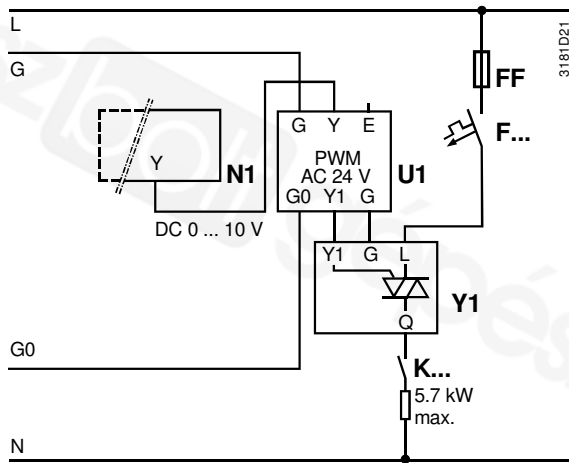 L
3181D21
G
FF
F...
G Y E
PWM
AC 24 V
U1
G0 Y1 G
Y
N1
DC 0 ... 10 V
Y1 G L
Y1
Q
G0
K...
5.7 kW
max.
N